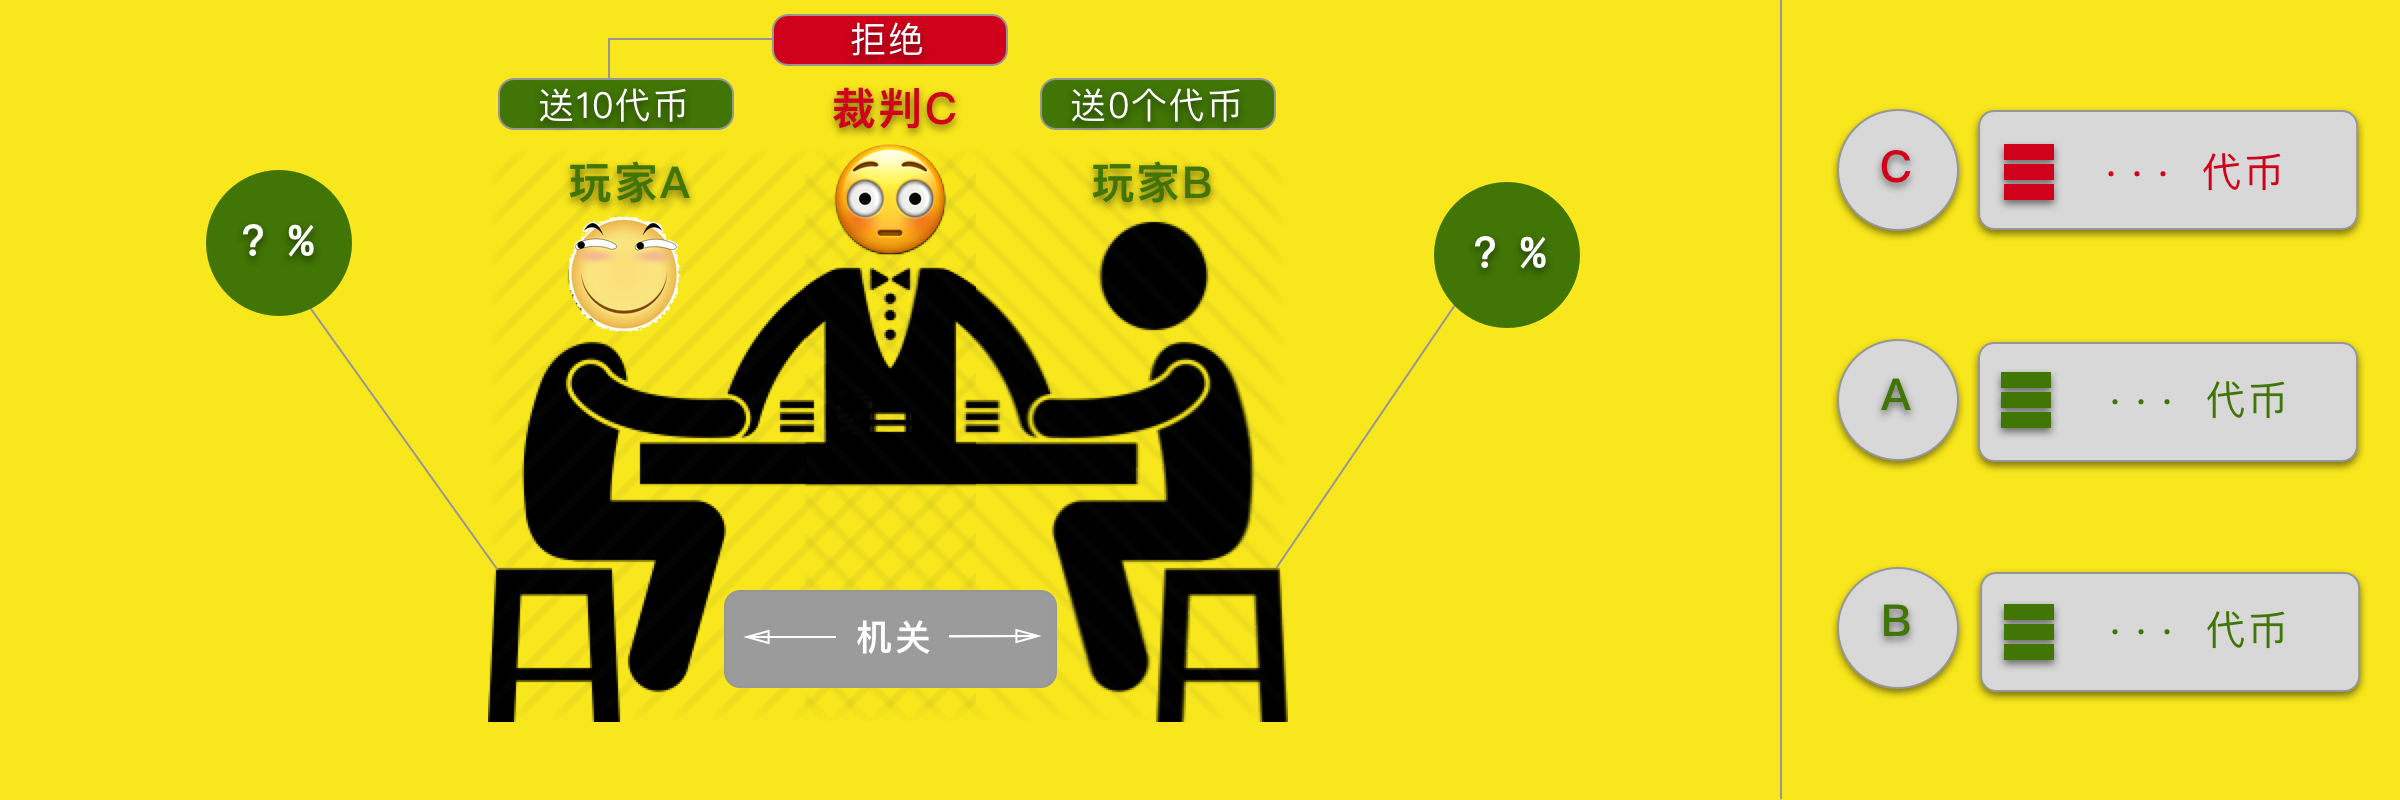 拒绝
送10代币
裁判C
送0个代币
玩家A
玩家B
? %
? %
机关
C
··· 代币
A
··· 代币
B
··· 代币